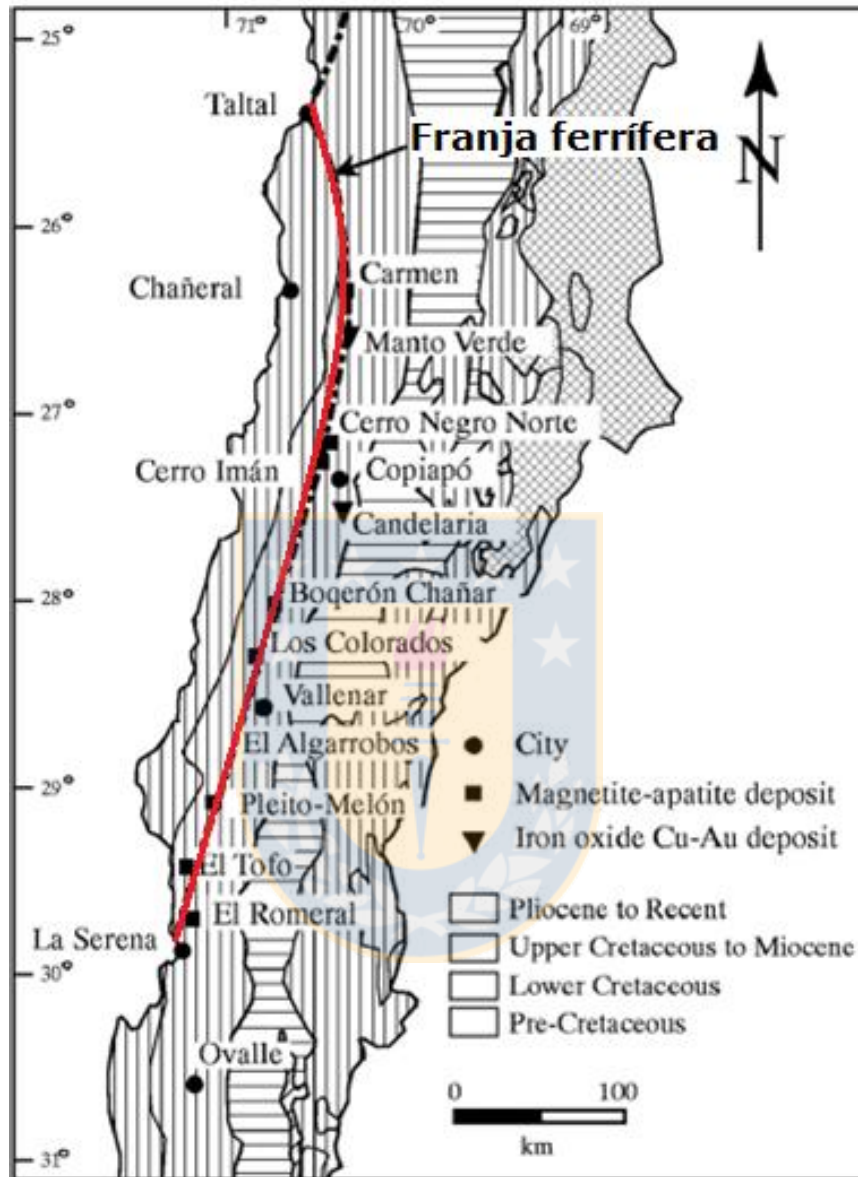 25°
71°
70°
69°
Taltal
Franja ferrífera
N
26°
Carmen
Chañeral
Manto Verde
27°
Cerro Negro Norte
Cerro Imán
Copiapó
Candelaria
28°
Boqerón Chañar
Los Colorados
Vallenar
City
El Algarrobos
29°
Magnetite-apatite deposit
Pleito-Melón
Iron oxide Cu-Au deposit
El Tofo
Pliocene to Recent
El Romeral
La Serena
Upper Cretaceous to Miocene
30°
Lower Cretaceous
Pre-Cretaceous
Ovalle
0 100
km
31°